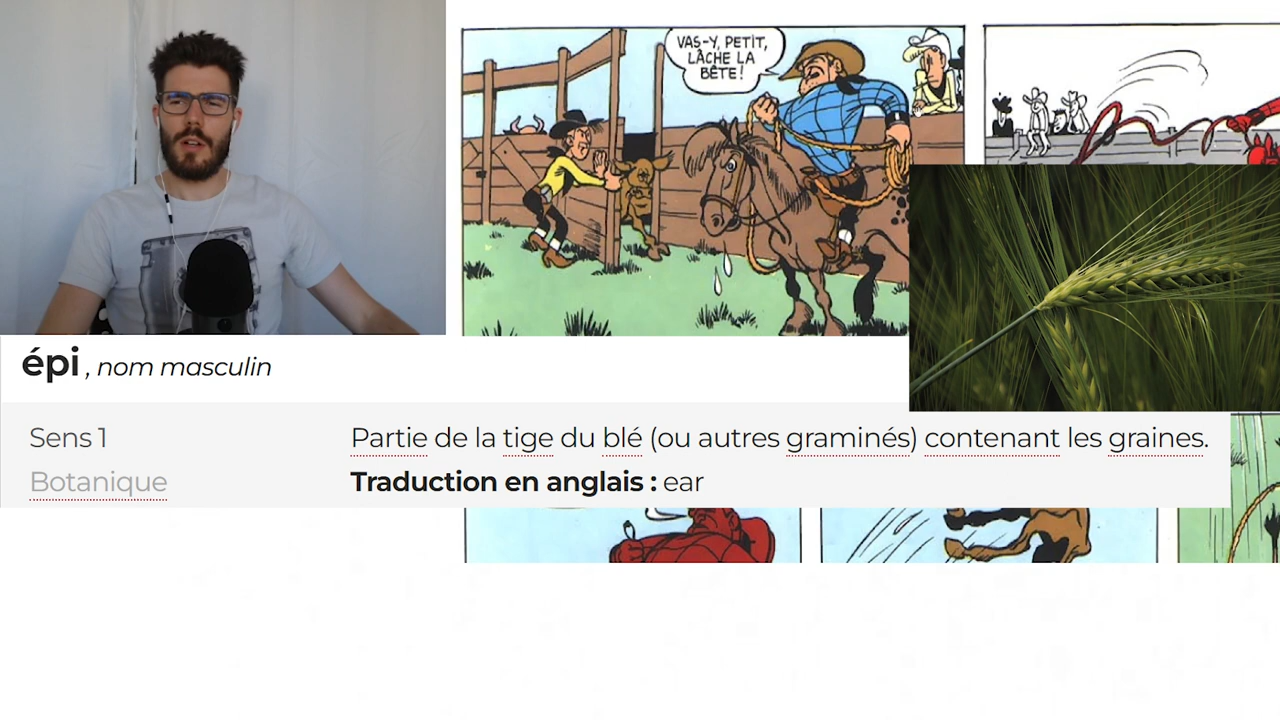 VAS-Y, PETIT,
LÂCHE LA
BÊTE!
épi , nom masculin
Sens 1
Partie de la tige du blé (ou autres graminés) contenant les graines.
Botanique
Traduction en anglais : ear